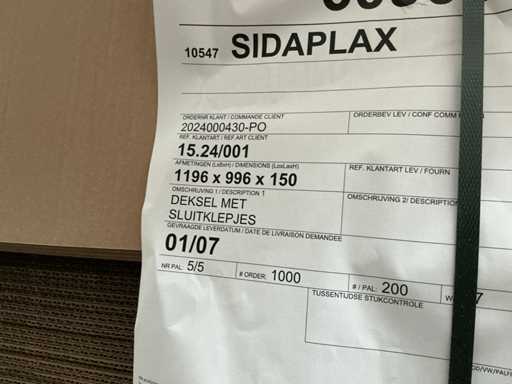 10547 SIDAPLAX
ORDERNR KLANT / COMMANDE CLIENT
ORDERBEV LEV / CONF COMM
2024000430-PO
REF. KLANTART / REF.ART CLIENT
15.24/001
AFMETINGEN (LxBxH) / DIMENSIONS (LoxLaxH)
REF. KLANTART LEV / FOURN
1196 x 996 x 150
OMSCHRIJVING 1 / DESCRIPTION 1
OMSCHRIJVING 2/ DESCRIPTION
DEKSEL MET
SLUITKLEPJES
GEVRAAGDE LEVERDATUM / DATE DE LIVRAISON DEMANDEE
01/07
NR PAL: 5/5
# ORDER: 1000
# / PAL: 200
TUSSENTIJDSE STUKCONTROLE